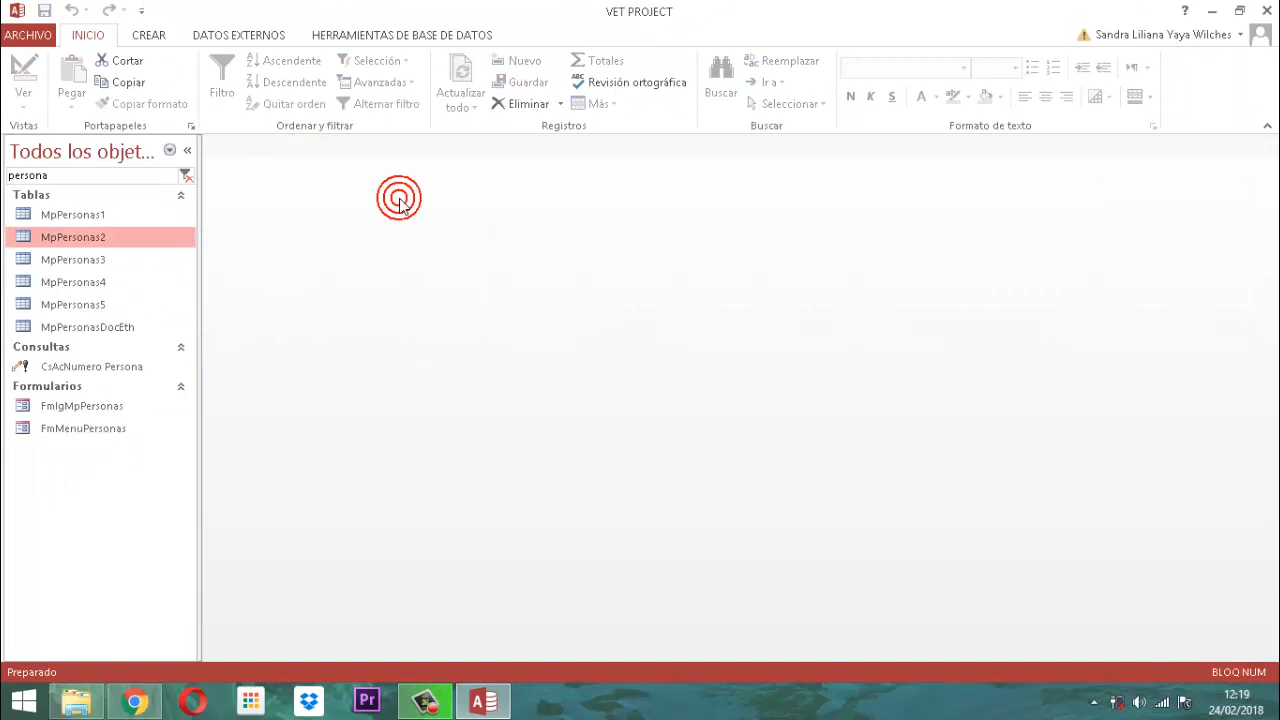 VET PROJECT
?
ARCHIVO INICIO CREAR DATOS EXTERNOS HERRAMIENTAS DE BASE DE DATOS Sandra Liliana Yaya Wilches
Ver
Vistas
Pegar
Cortar
Copiar
Copiar formato
Portapapeles
Filtro
Ascendente
Descendente
Quitar or
Selección
Avanzadas
ar filtro
Ordenar y filtrar
Actualizar
todo
Nuevo
Guardar
Eliminar
Totales
Revisión ortográfica
Más
Registros
Buscar
Reemplazar
Ir a
Seleccionar
Buscar
N K S A
Formato de texto
Todos los objet...
persona
Tablas
MpPersonas1
MpPersonas2
MpPersonas3
MpPersonas4
MpPersonas5
MpPersonasDocEth
Consultas
CsAcNumero Persona
Formularios
FmIgMpPersonas
FmMenuPersonas
Preparado BLOQ NUM
Pr
12:19
24/02/2018